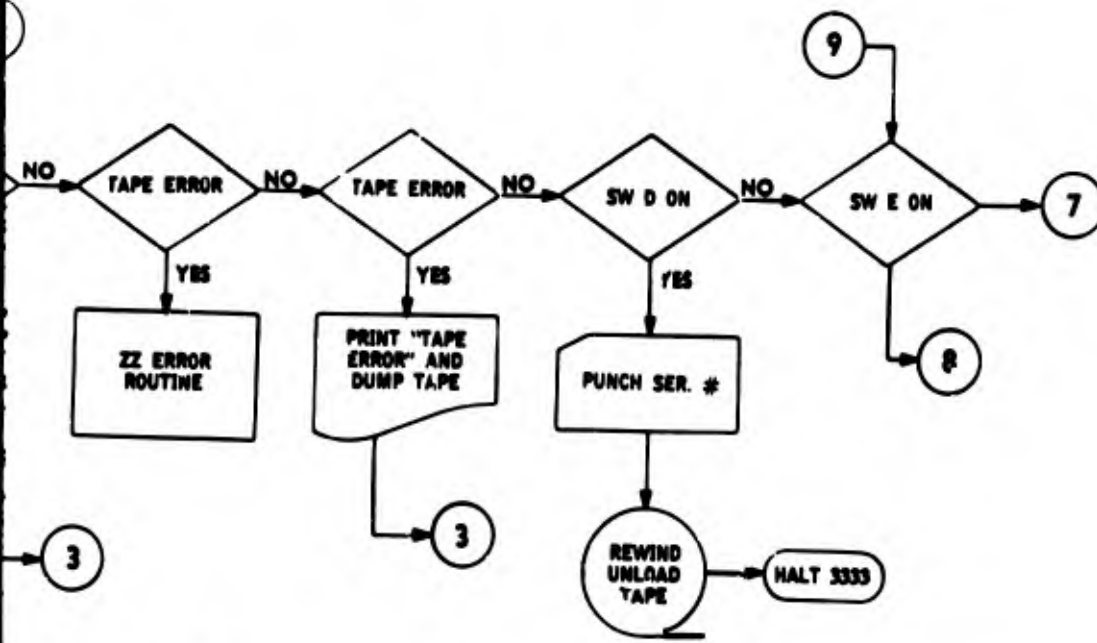 9
NO
TAPE ERROR
NO
TAPE ERROR
NO
SW D ON
NO
SW E ON
7
YES
YES
YES
8
ZZ ERROR
ROUTINE
PRINT "TAPE
ERROR" AND
DUMP TAPE
PUNCH SER. #
3
3
REWIND
UNLOAD
TAPE
HALT 3333